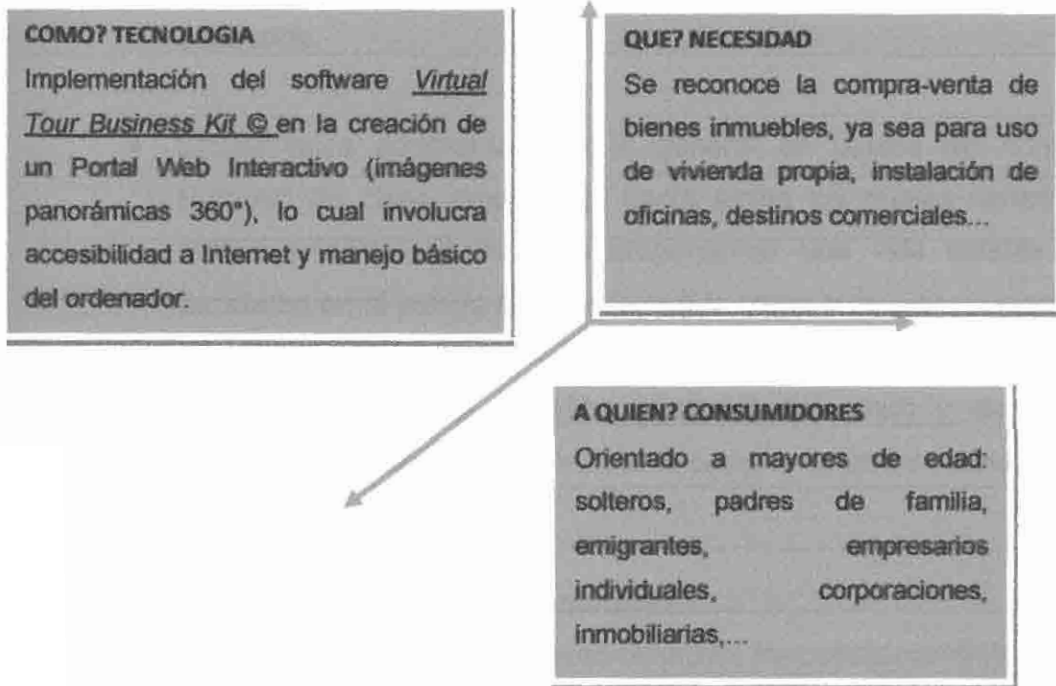 COMO? TECNOLOGIA
Implementación del software Virtual
Tour Business Kit © en la creación de
un Portal Web Interactivo (imágenes
panorámicas 360°), lo cual involucra
accesibilidad a Internet y manejo básico
del ordenador.
QUE? NECESIDAD
Se reconoce la compra-venta de
bienes inmuebles, ya sea para uso
de vivienda propia, instalación de
oficinas, destinos comerciales...
A QUIEN? CONSUMIDORES
Orientado a mayores de edad:
solteros, padres de familia,
emigrantes, empresarios
individuales, corporaciones,
inmobiliarias,...